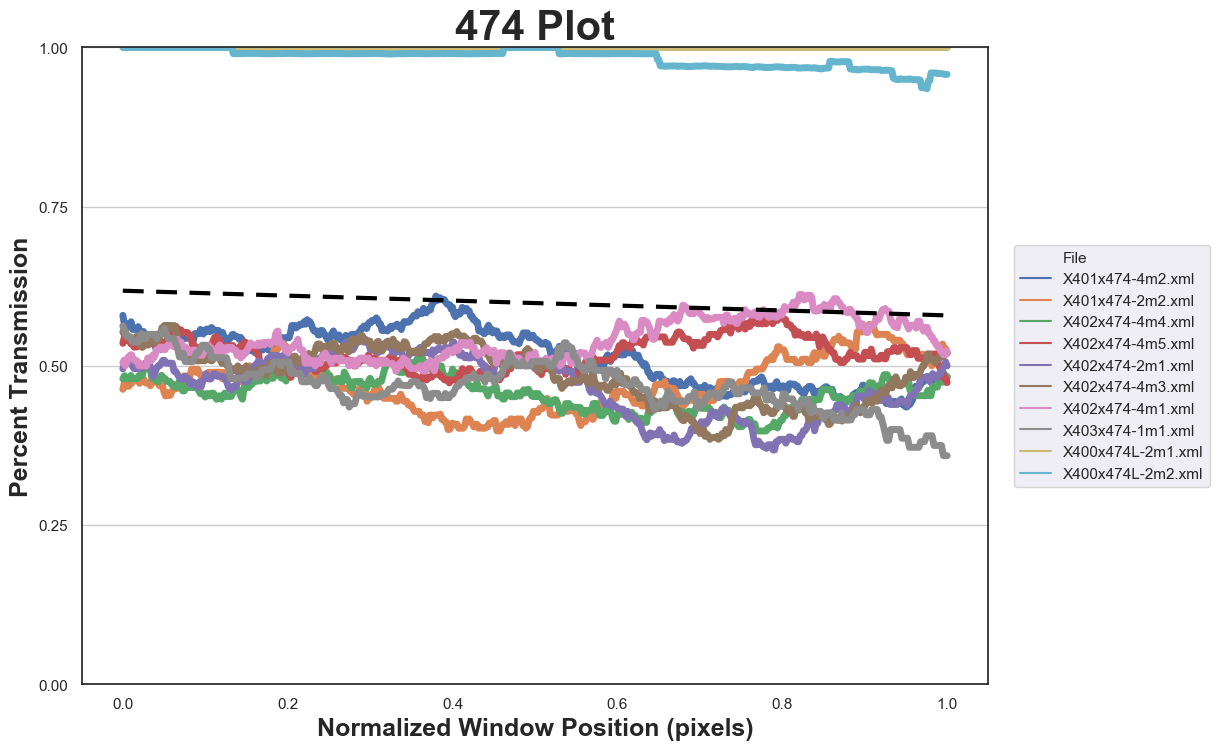 474 Plot
Percent Transmission
1.00
0.75
0.50
0.25
0.00
0.0 0.2 0.4 0.6 0.8 1.0
Normalized Window Position (pixels)
File
X401x474-4m2.xml
X401x474-2m2.xml
X402x474-4m4.xml
X402x474-4m5.xml
X402x474-2m1.xml
X402x474-4m3.xml
X402x474-4m1.xml
X403x474-1m1.xml
X400x474L-2m1.xml
X400x474L-2m2.xml